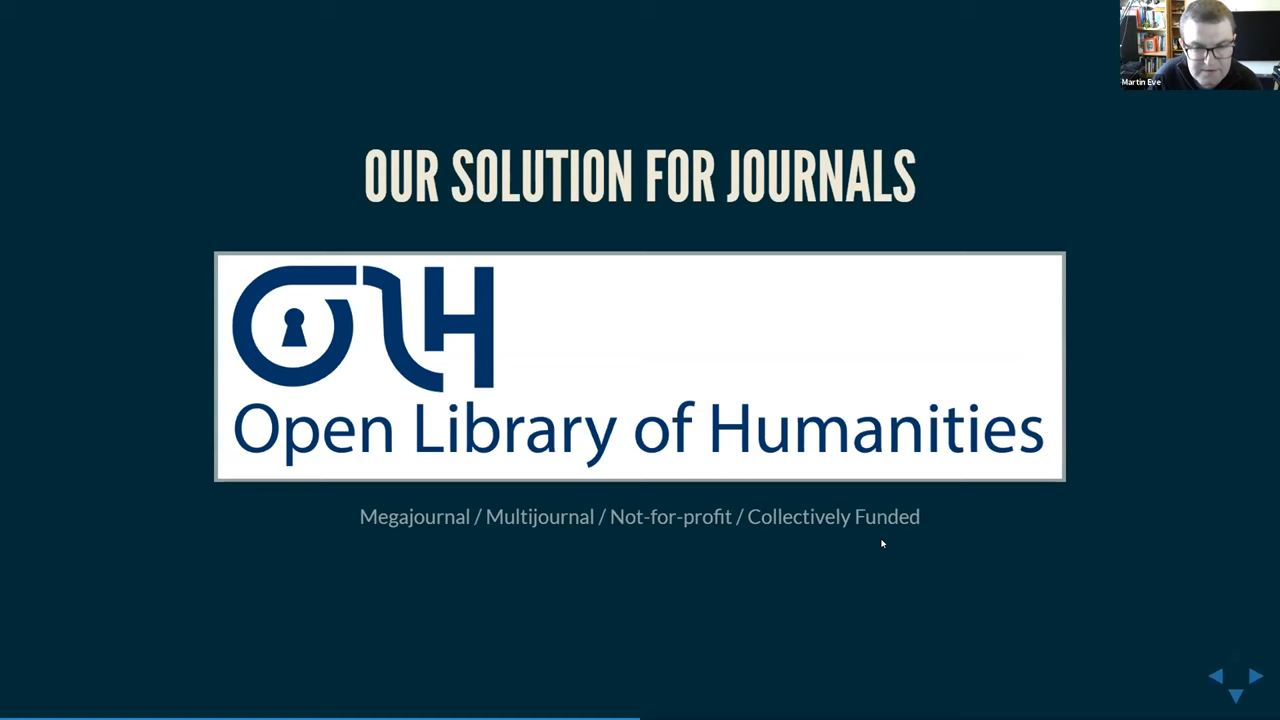 Martin Eve
OUR SOLUTION FOR JOURNALS
OLH
Open Library of Humanities
Megajournal / Multijournal / Not-for-profit / Collectively Funded